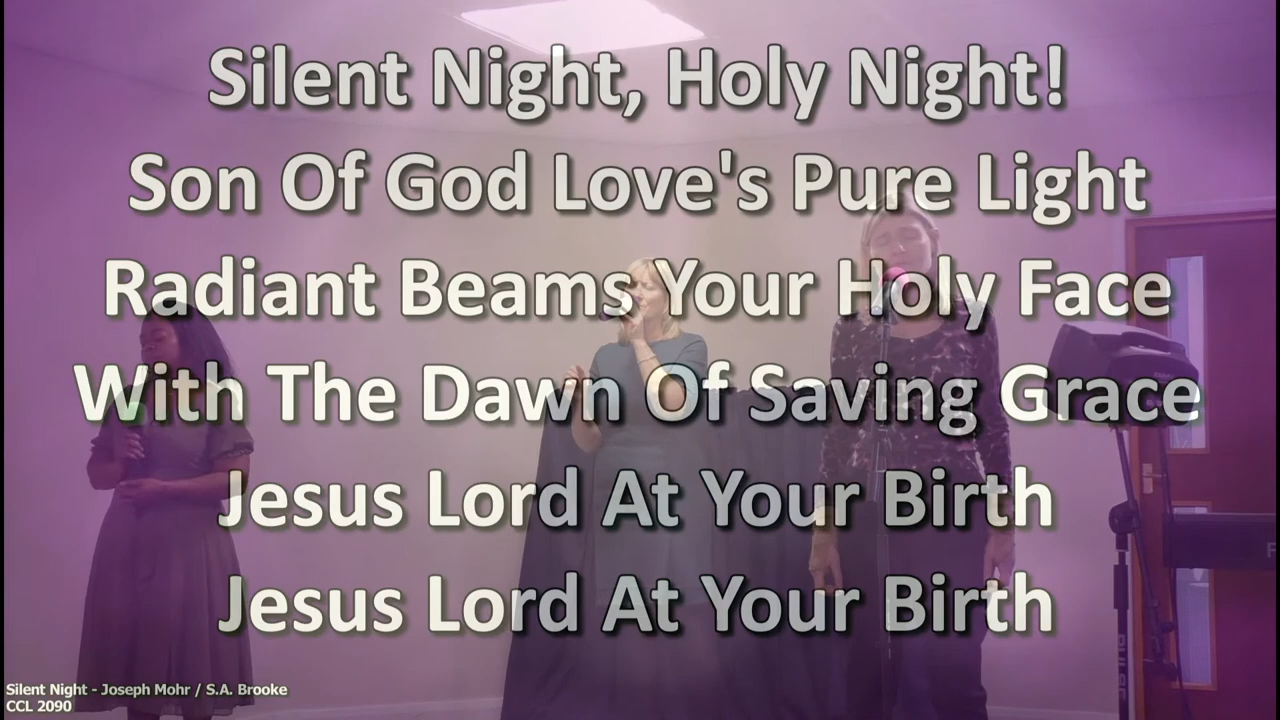 Silent Night, Holy Night!
Son Of God Love's Pure Light
Radiant Beams Your Holy Face
With The Dawn Of Saving Grace
Jesus Lord At Your Birth
Jesus Lord At Your Birth
Silent Night - Joseph Mohr / S.A. Brooke
CCL 2090
PULSE